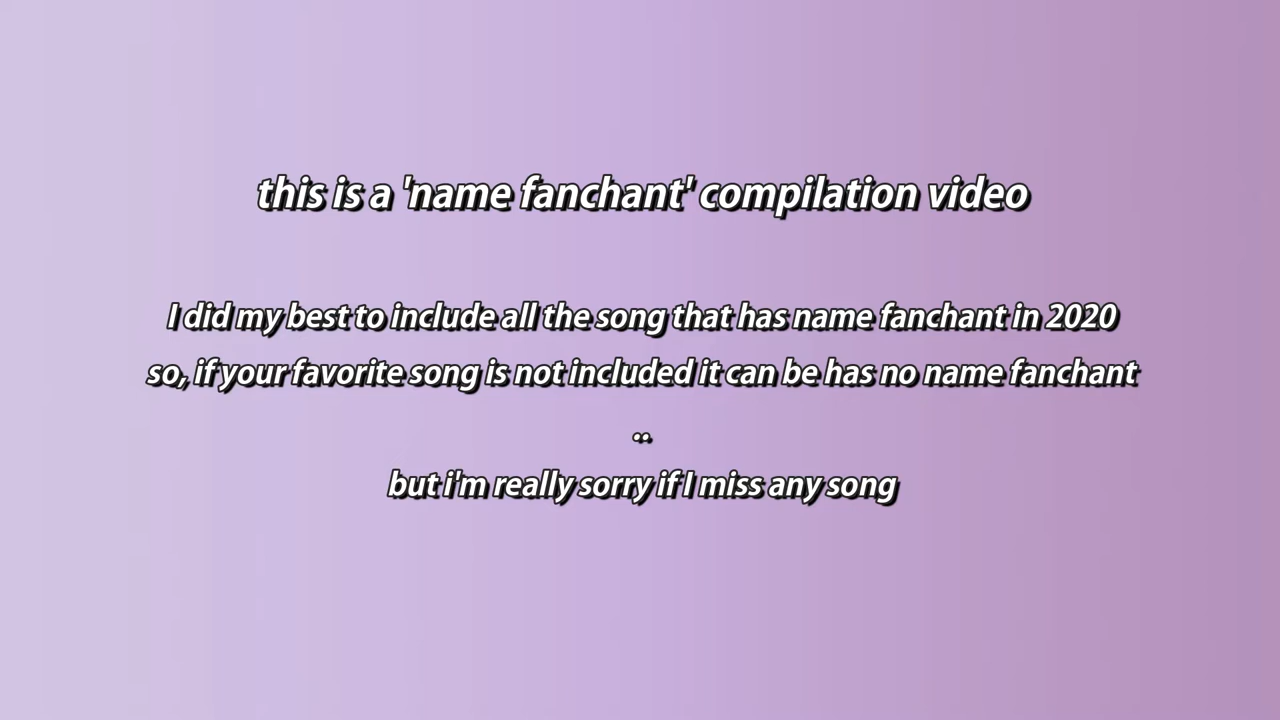 this is a 'name fanchant' compilation video
I did my best to include all the song that has name fanchant in 2020
so, if your favorite song is not included it can be has no name fanchant
..
but i'm really sorry if I miss any song